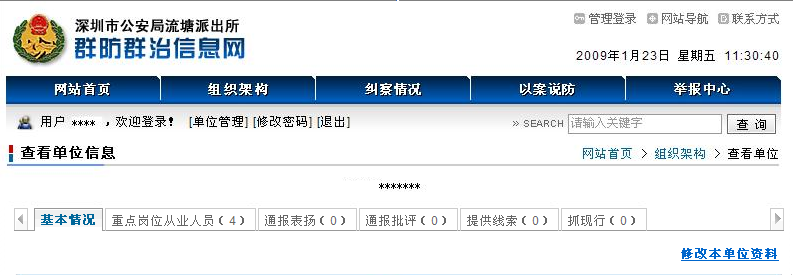 深圳市公安局流塘派出所
群防群治信息网
管理登录 网站导航 联系方式
2009年1月23日 星期五 11:30:40
网站首页 组织架构 纠察情况 以案说防 举报中心
用户 **** ，欢迎登录！ [单位管理] [修改密码] [退出]
» SEARCH 请输入关键字 查 询
查看单位信息
网站首页 > 组织架构 > 查看单位
*******
基本情况 重点岗位从业人员（4） 通报表扬（0） 通报批评（0） 提供线索（0） 抓现行（0）
修改本单位资料